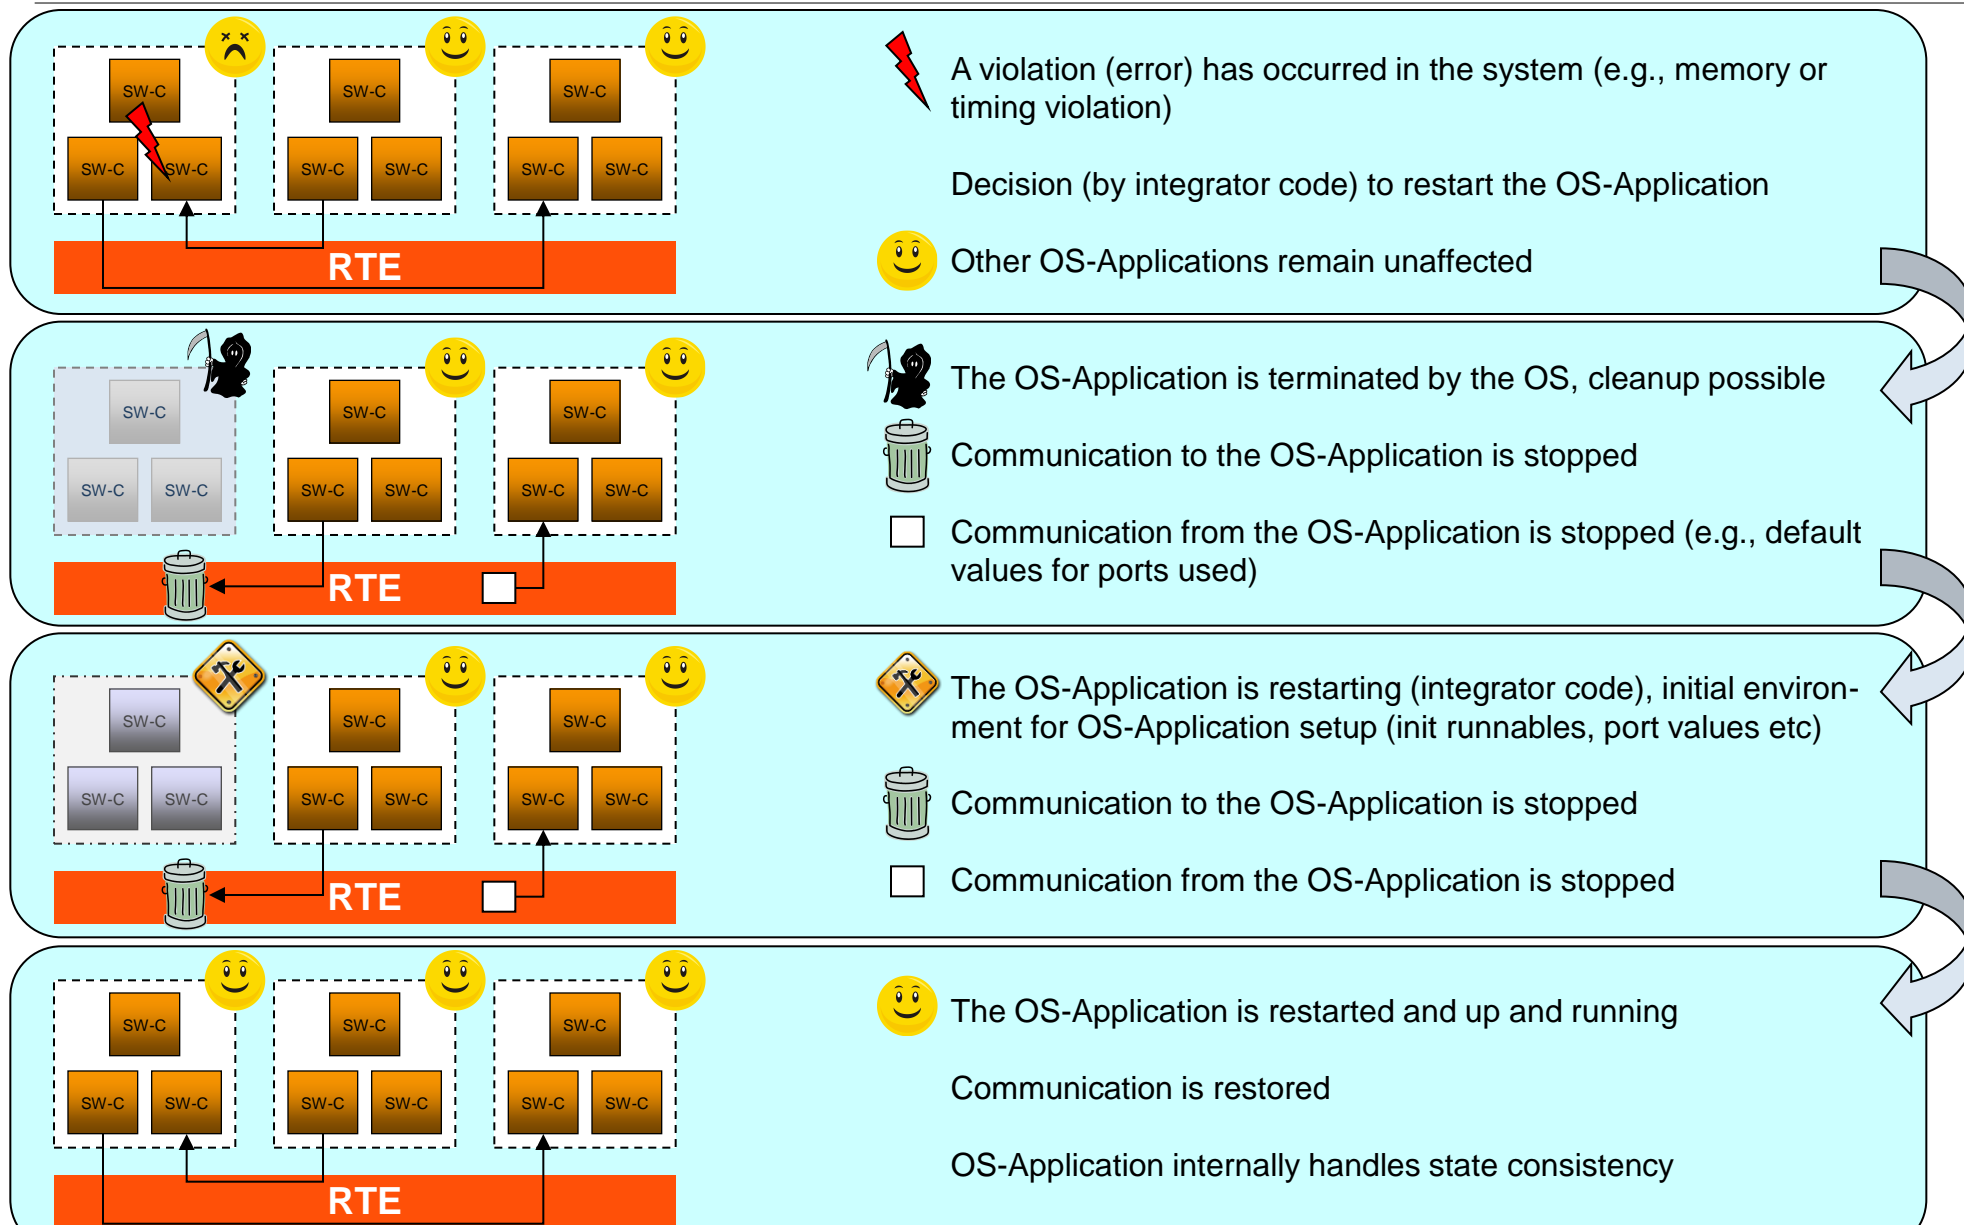 SW-C
SW-C
SW-C
SW-C
SW-C
SW-C
SW-C
SW-C
SW-C
RTE
A violation (error) has occurred in the system (e.g., memory or
timing violation)
Decision (by integrator code) to restart the OS-Application
Other OS-Applications remain unaffected
SW-C
SW-C
SW-C
SW-C
SW-C
SW-C
SW-C
SW-C
SW-C
RTE
The OS-Application is terminated by the OS, cleanup possible
Communication to the OS-Application is stopped
Communication from the OS-Application is stopped (e.g., default
values for ports used)
SW-C
SW-C
SW-C
SW-C
SW-C
SW-C
SW-C
SW-C
SW-C
RTE
The OS-Application is restarting (integrator code), initial environ-
ment for OS-Application setup (init runnables, port values etc)
Communication to the OS-Application is stopped
Communication from the OS-Application is stopped
SW-C
SW-C
SW-C
SW-C
SW-C
SW-C
SW-C
SW-C
SW-C
RTE
The OS-Application is restarted and up and running
Communication is restored
OS-Application internally handles state consistency